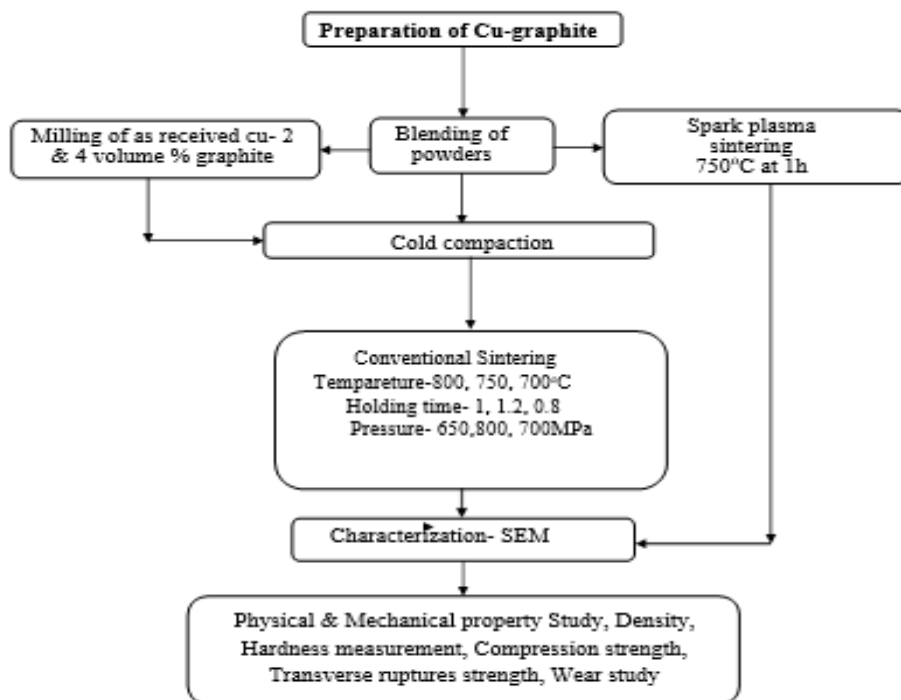 Preparation of Cu-graphite
Milling of as received cu- 2
& 4 volume % graphite
Blending of
powders
Spark plasma
sintering
750°C at 1h
Cold compaction
Conventional Sintering
Tempareture-800, 750, 700°C
Holding time- 1, 1.2, 0.8
Pressure- 650,800, 700MPa
Characterization- SEM
Physical & Mechanical property Study, Density,
Hardness measurement, Compression strength,
Transverse ruptures strength, Wear study